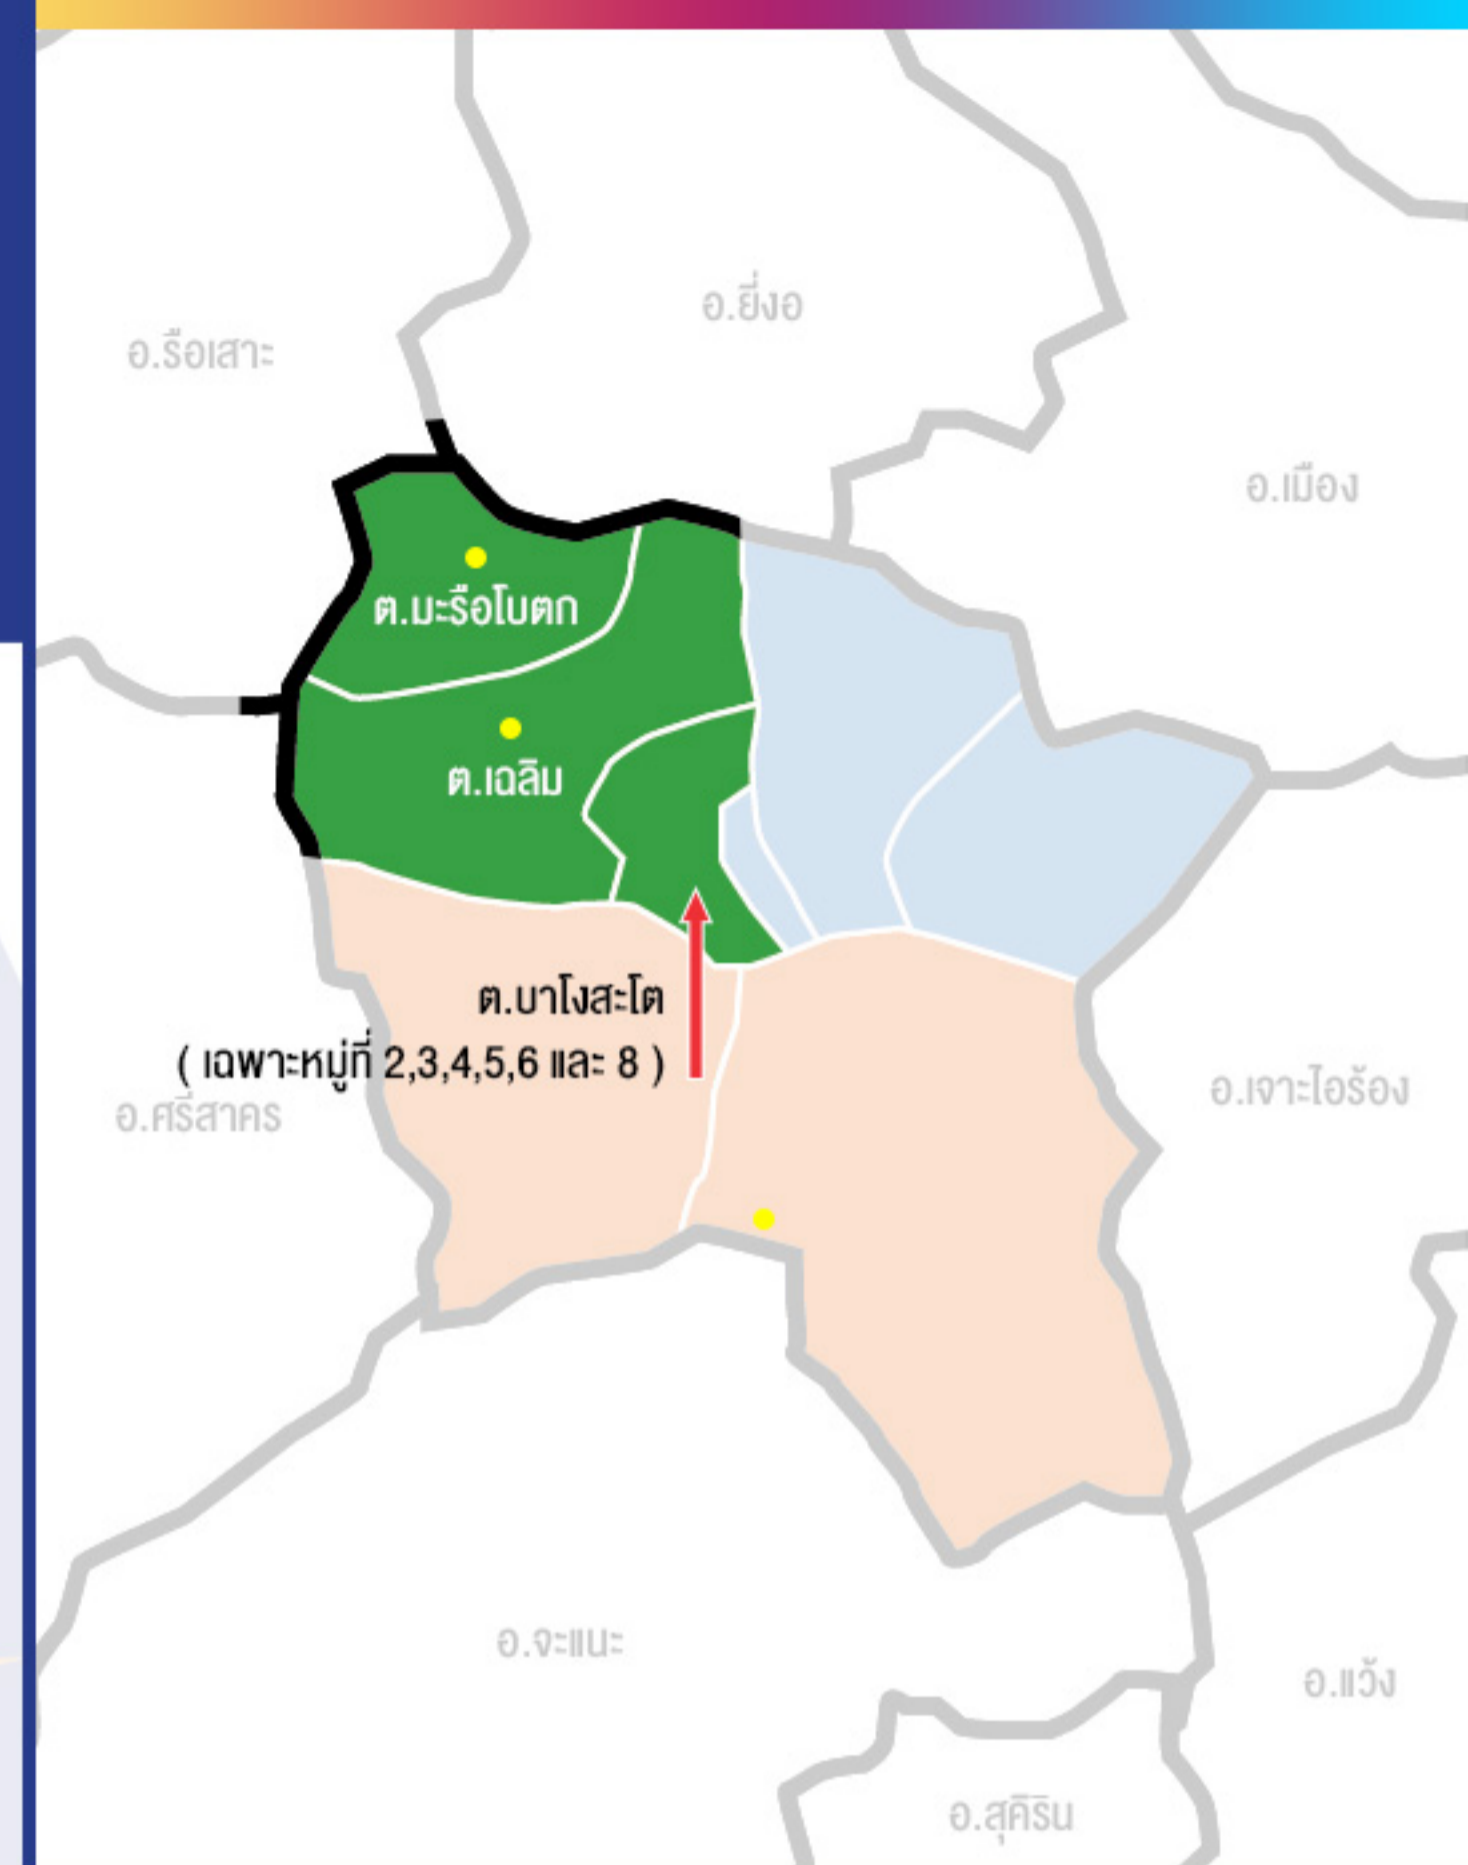 อ.ยี่งอ
อ.รือเสาะ
อ.เมือง
ต.มะรือโบตก
ต.เฉลิม
ต.บาโงสะโต
( เฉพาะหมู่ที่ 2,3,4,5,6 และ 8 )
อ.เจาะไอร้อง
อ.ศรีสาคร
อ.จะแนะ
อ.แว้ง
อ.สุคิริน